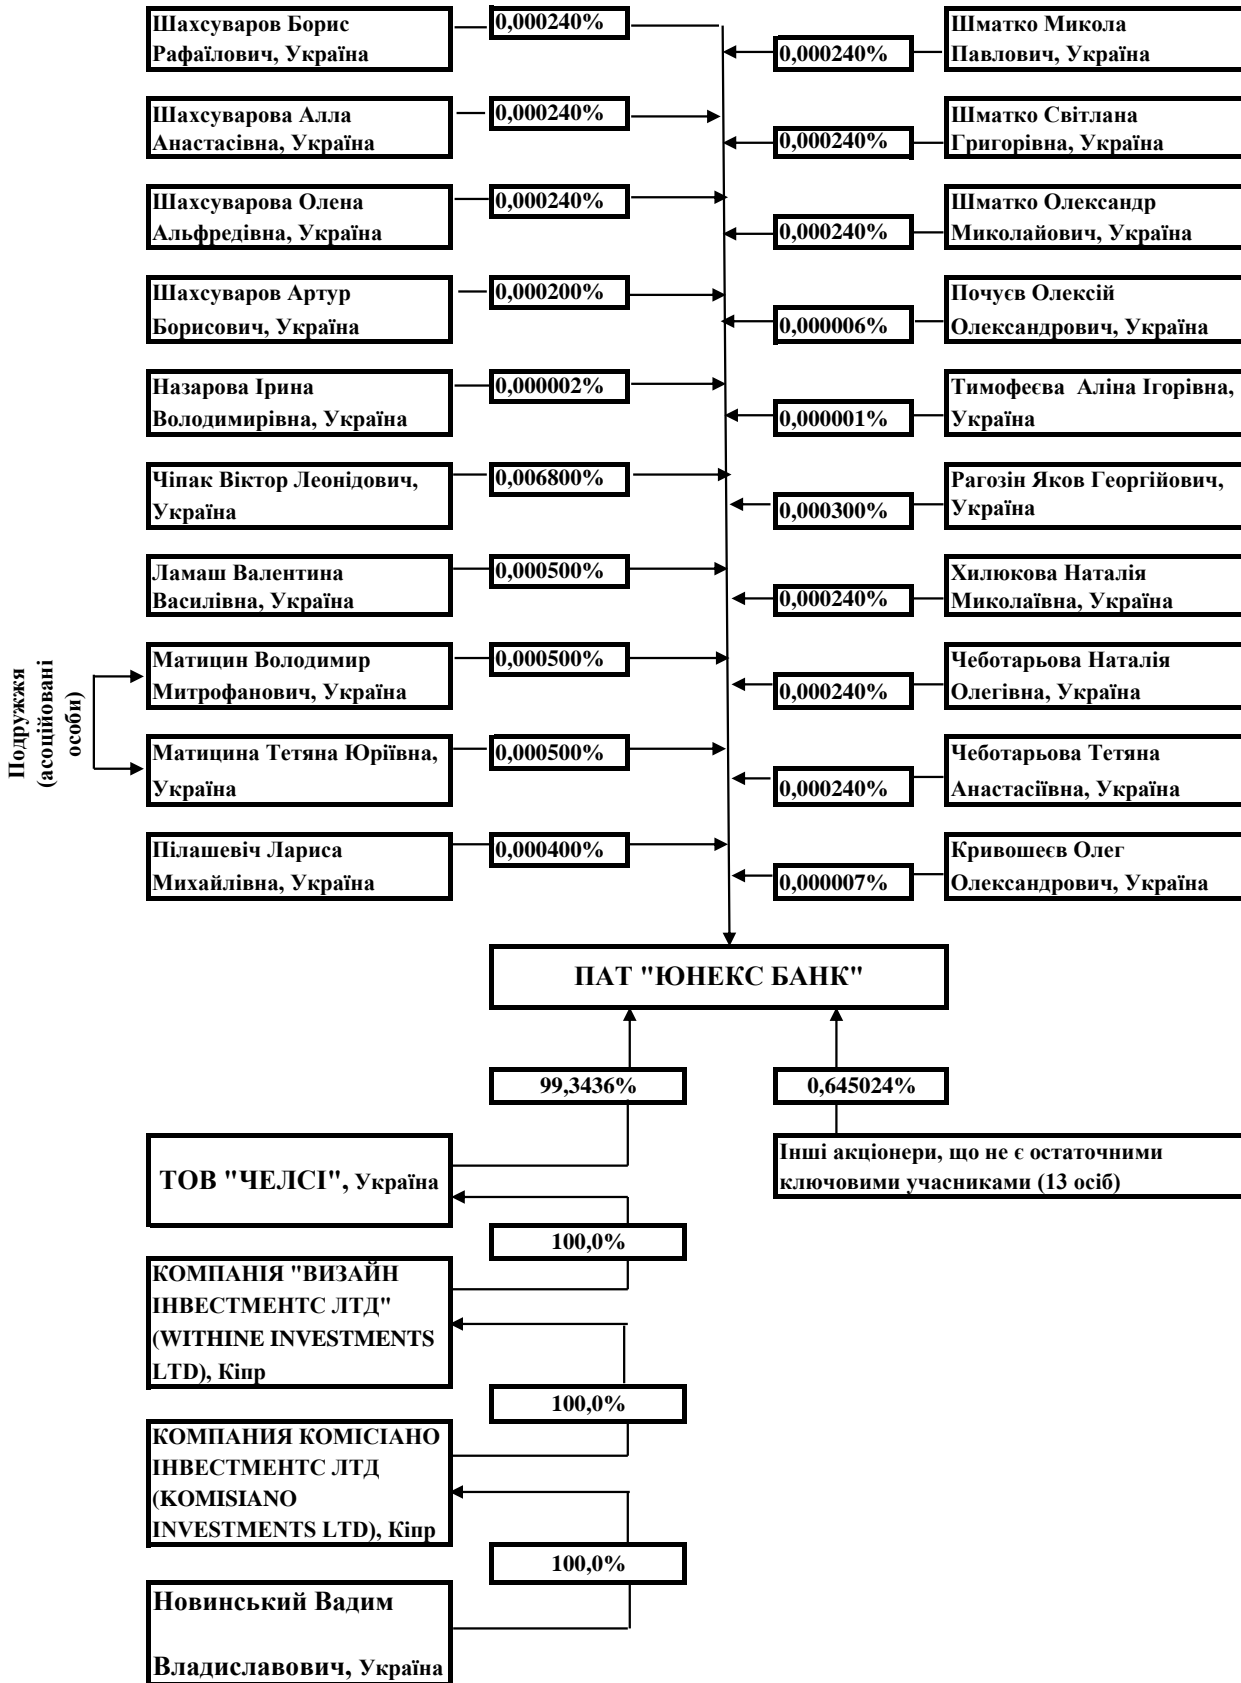 Шахсуваров Борис
Рафаїлович, Україна
0,000240%
Шматко Микола
Павлович, Україна
0,000240%
Шахсуварова Алла
Анастасівна, Україна
0,000240%
Шматко Світлана
Григорівна, Україна
0,000240%
Шахсуварова Олена
Альфредівна, Україна
0,000240%
Шматко Олександр
Миколайович, Україна
0,000240%
Шахсуваров Артур
Борисович, Україна
0,000200%
Почуєв Олексій
Олександрович, Україна
0,000006%
Назарова Ірина
Володимирівна, Україна
0,000002%
Тимофеєва Аліна Ігорівна,
Україна
0,000001%
Чіпак Віктор Леонідович,
Україна
0,006800%
Рагозін Яков Георгійович,
Україна
0,000300%
Ламаш Валентина
Василівна, Україна
0,000500%
Хилюкова Наталія
Миколаївна, Україна
0,000240%
Подружжя
(асоційовані
особи)
Матицин Володимир
Митрофанович, Україна
0,000500%
Чеботарьова Наталія
Олегівна, Україна
0,000240%
Матицина Тетяна Юріївна,
Україна
0,000500%
Чеботарьова Тетяна
Анастасіївна, Україна
0,000240%
Пілашевіч Лариса
Михайлівна, Україна
0,000400%
Кривошеєв Олег
Олександрович, Україна
0,000007%
ПАТ "ЮНЕКС БАНК"
99,3436%
0,645024%
ТОВ "ЧЕЛСІ", Україна
Інші акціонери, що не є остаточними
ключовими учасниками (13 осіб)
100,0%
КОМПАНІЯ "ВИЗАЙН
ІНВЕСТМЕНТС ЛТД"
(WITHINE INVESTMENTS
LTD), Кіпр
100,0%
КОМПАНИЯ КОМІСІАНО
ІНВЕСТМЕНТС ЛТД
(KOMISIANO
INVESTMENTS LTD), Кіпр
100,0%
Новинський Вадим
Владиславович, Україна